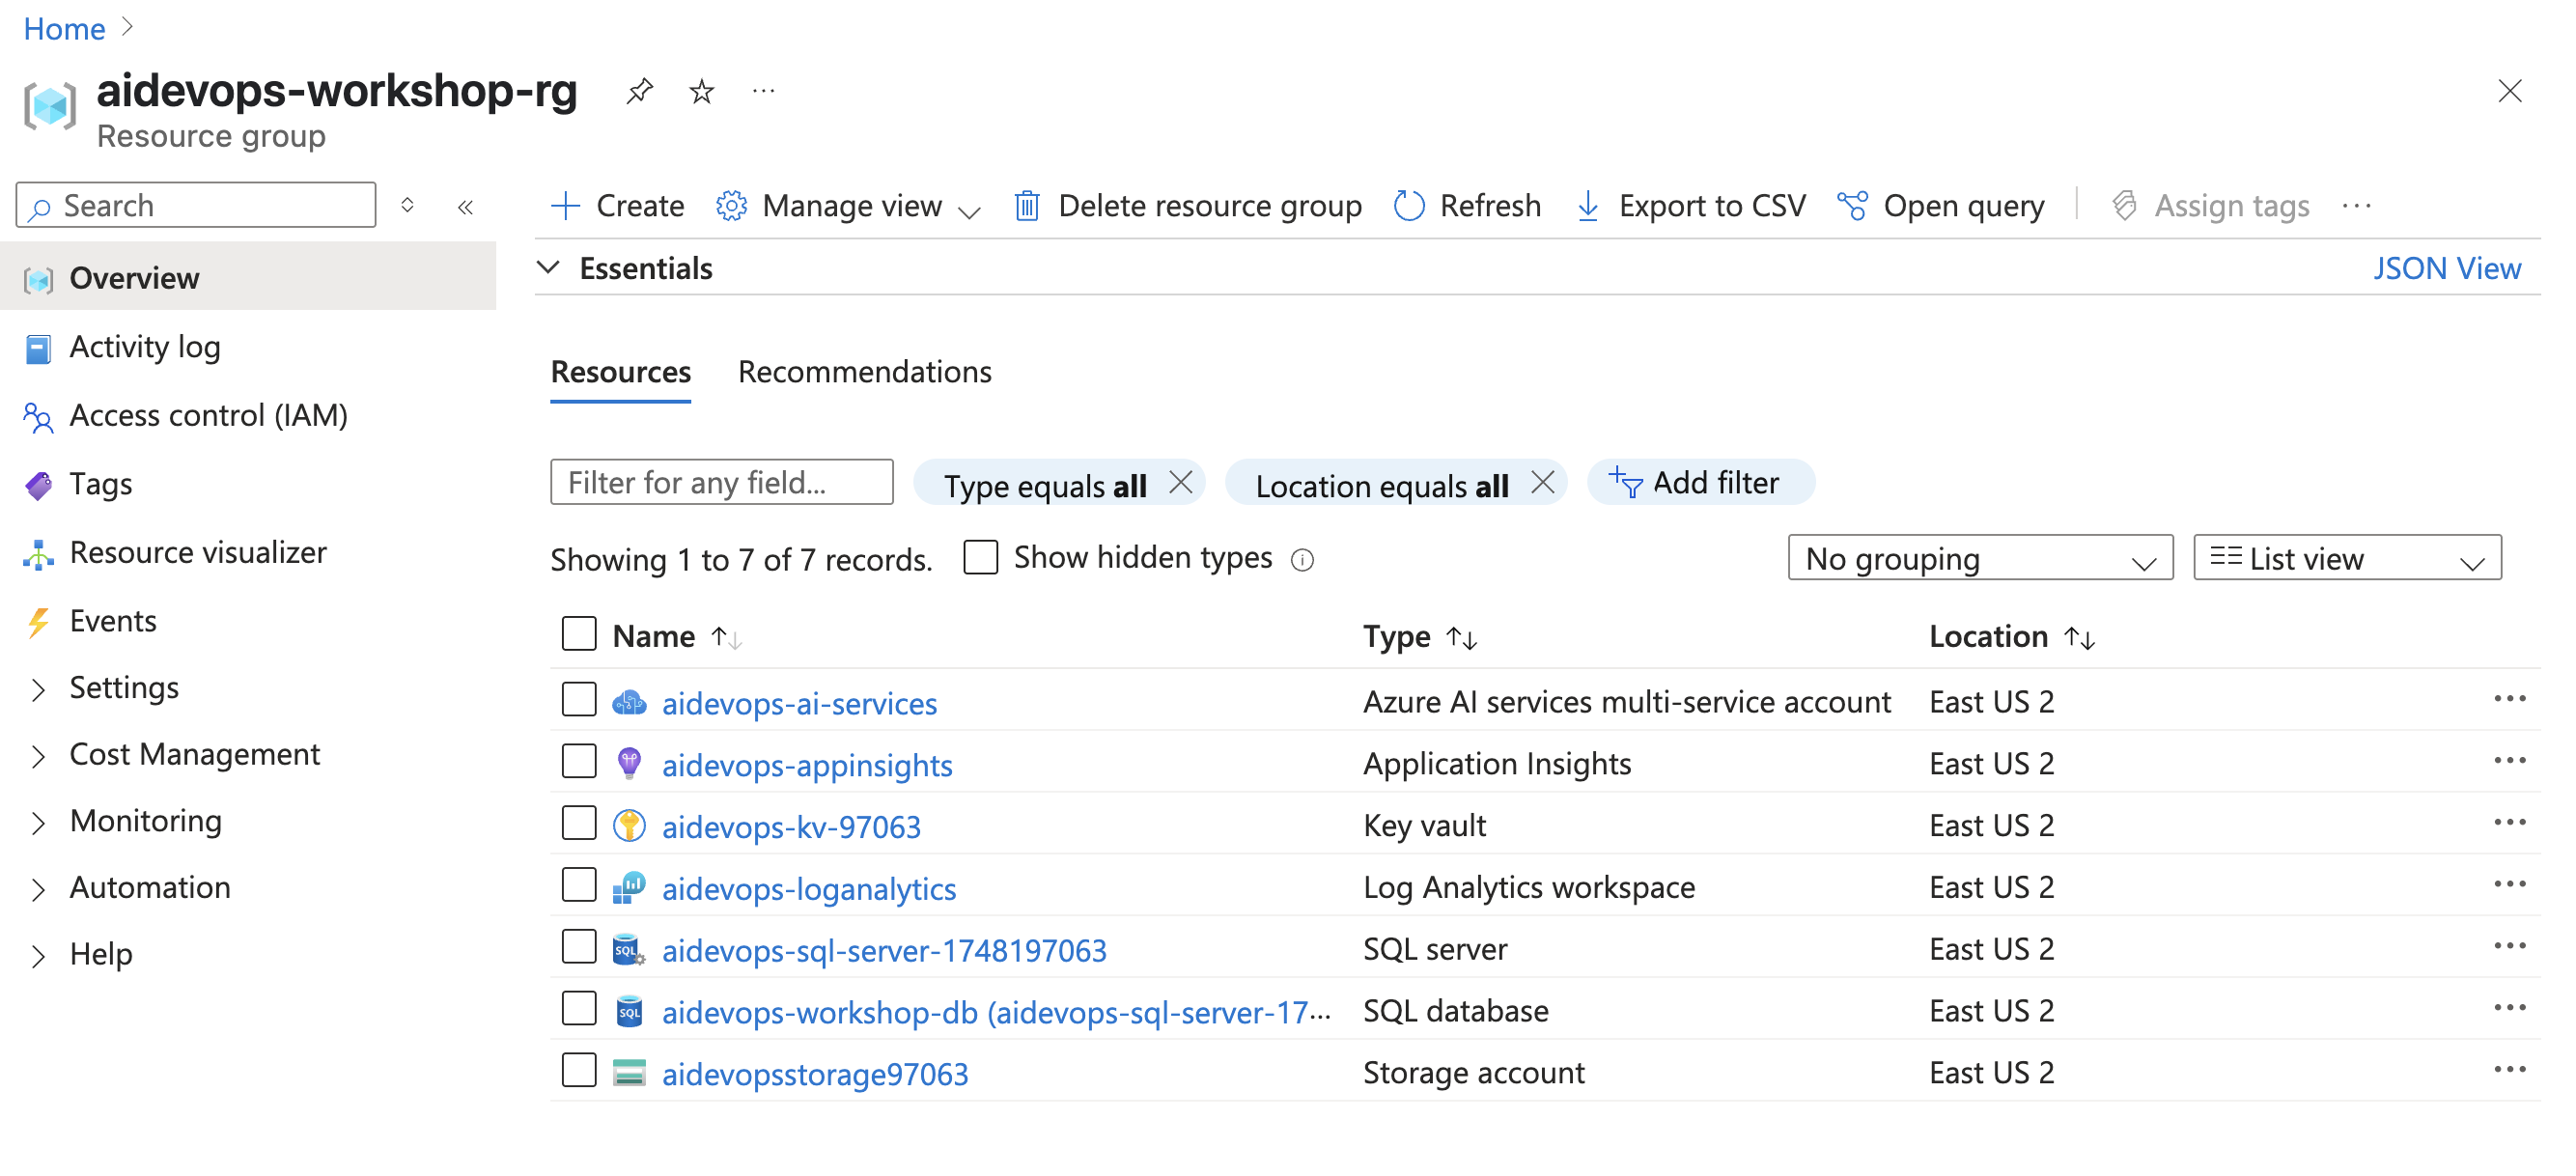 Home
aidevops-workshop-rg
Resource group
Search
Overview
Activity log
Access control (IAM)
Tags
Resource visualizer
Events
Settings
Cost Management
Monitoring
Automation
Help
Create Manage view Delete resource group Refresh Export to CSV Open query Assign tags
Essentials JSON View
Resources Recommendations
Filter for any field... Type equals all Location equals all Add filter
Showing 1 to 7 of 7 records. Show hidden types No grouping List view
Name Type Location
aidevops-ai-services Azure AI services multi-service account East US 2
aidevops-appinsights Application Insights East US 2
aidevops-kv-97063 Key vault East US 2
aidevops-loganalytics Log Analytics workspace East US 2
SQL aidevops-sql-server-1748197063 SQL server East US 2
SQL aidevops-workshop-db (aidevops-sql-server-17... SQL database East US 2
aidevopsstorage97063 Storage account East US 2